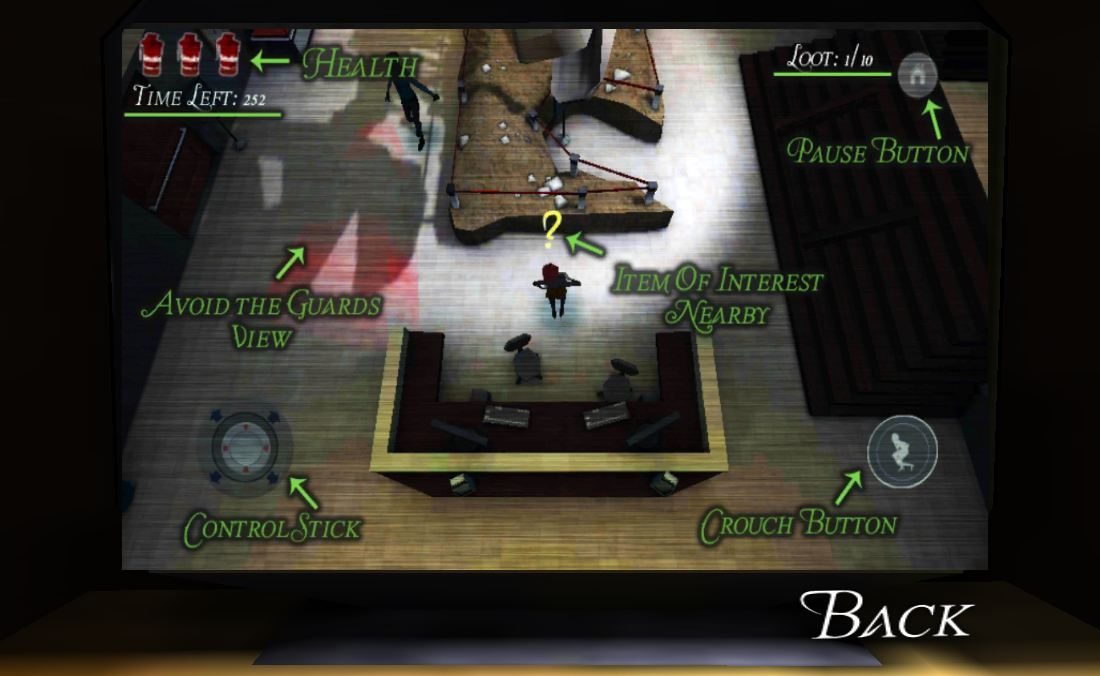 Health
Time Left: 252
Loot: 1/10
Pause Button
?
Item Of Interest
Nearby
Avoid the Guards
View
Control Stick
Crouch Button
Back